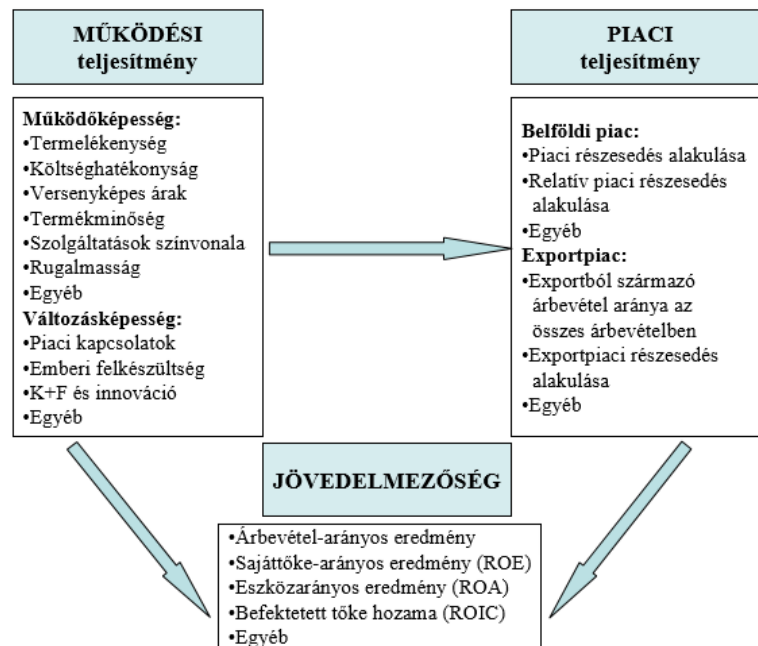 MŰKÖDÉSI
teljesítmény
Működőképesség:
•Termelékenység
•Költséghatékonyság
•Versenyképes árak
•Termékminőség
•Szolgáltatások színvonala
•Rugalmasság
•Egyéb
Változásképesség:
•Piaci kapcsolatok
•Emberi felkészültség
•K+F és innováció
•Egyéb
PIACI
teljesítmény
Belföldi piac:
•Piaci részesedés alakulása
•Relatív piaci részesedés
alakulása
•Egyéb
Exportpiac:
•Exportból származó
árbevétel aránya az
összes árbevételben
•Exportpiaci részesedés
alakulása
•Egyéb
JÖVEDELMEZŐSÉG
•Árbevétel-arányos eredmény
•Sajáttőke-arányos eredmény (ROE)
•Eszközarányos eredmény (ROA)
•Befektetett tőke hozama (ROIC)
•Egyéb